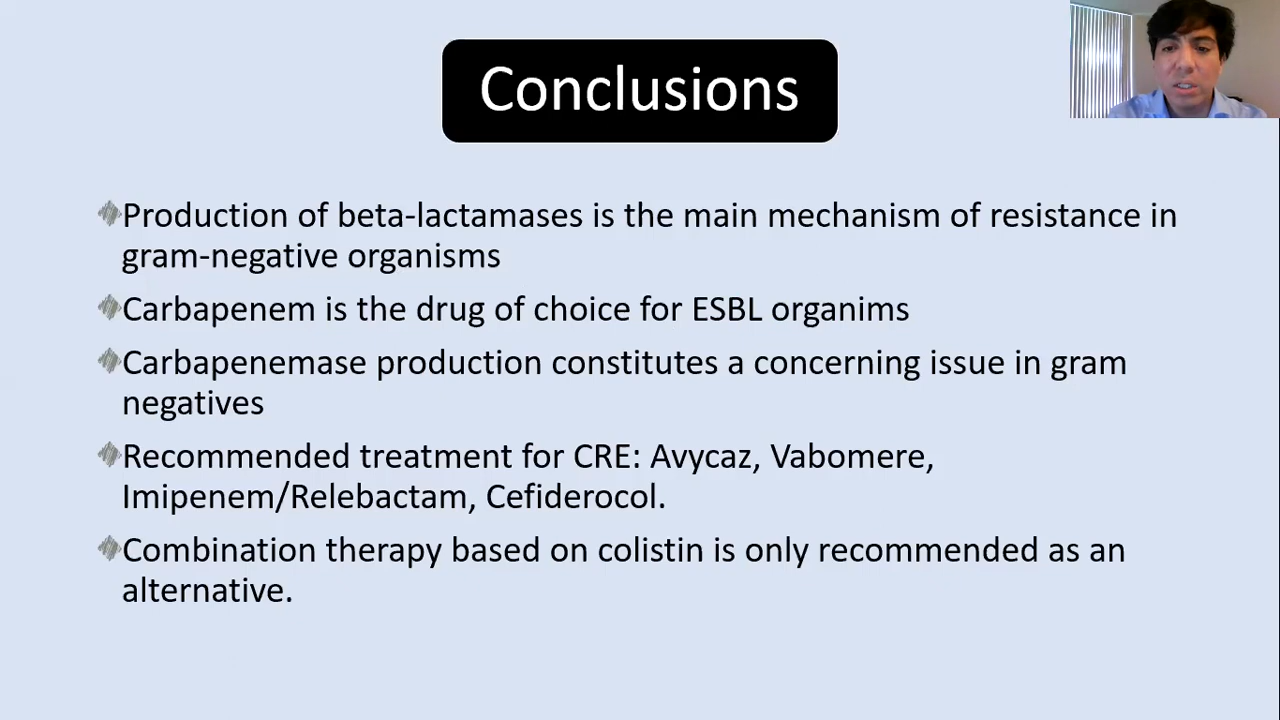 Conclusions
Production of beta-lactamases is the main mechanism of resistance in
gram-negative organisms
Carbapenem is the drug of choice for ESBL organims
Carbapenemase production constitutes a concerning issue in gram
negatives
Recommended treatment for CRE: Avycaz, Vabomere,
Imipenem/Relebactam, Cefiderocol.
Combination therapy based on colistin is only recommended as an
alternative.